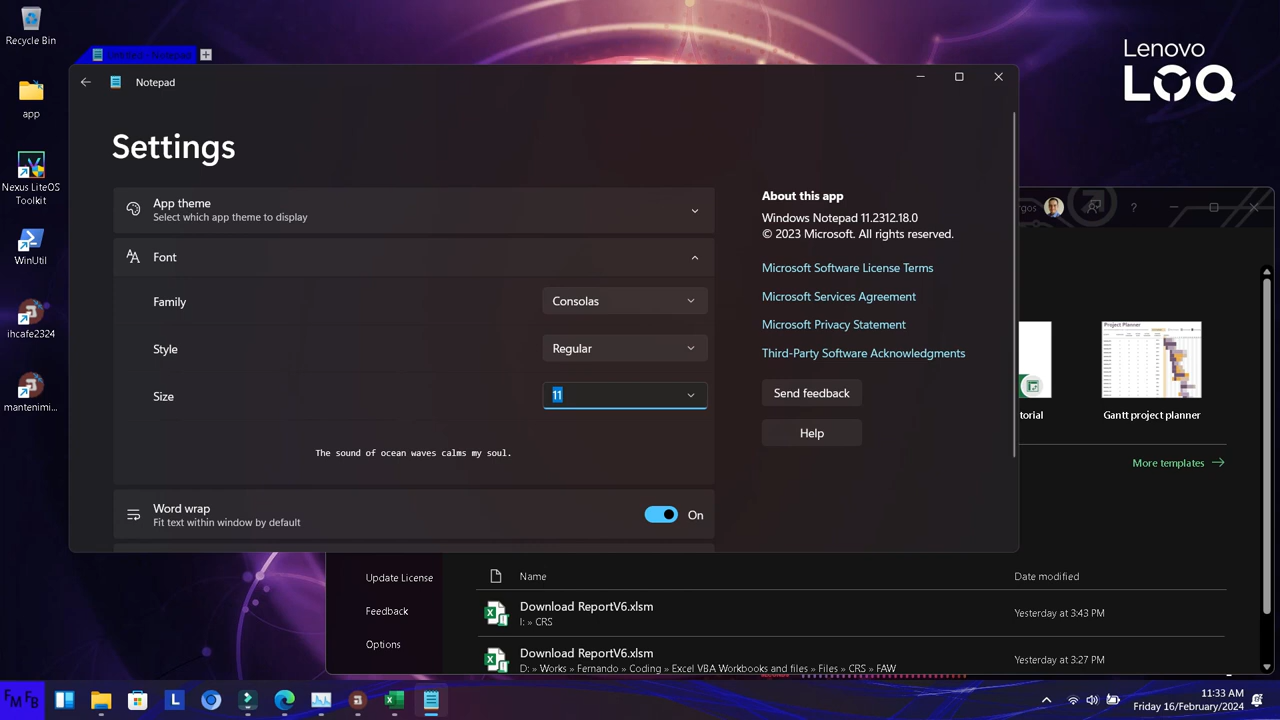 Recycle Bin
app
Nexus LiteOS
Toolkit
WinUtil
ihcafe2324
mantenimi...
Lenovo
LOQ
Notepad
Settings
App theme
Select which app theme to display
Font
Family
Consolas
Style
Regular
Size
11
The sound of ocean waves calms my soul.
Word wrap
Fit text within window by default
On
About this app
Windows Notepad 11.2312.18.0
© 2023 Microsoft. All rights reserved.
Microsoft Software License Terms
Microsoft Services Agreement
Microsoft Privacy Statement
Third-Party Software Acknowledgments
Send feedback
Help
?
Project Planner
torial
Gantt project planner
More templates
Update License
Feedback
Options
Name
Date modified
Download ReportV6.xlsm
I: » CRS
Yesterday at 3:43 PM
Download ReportV6.xlsm
D: » Works » Fernando » Coding » Excel VBA Workbooks and files » Files » CRS » FAW
Yesterday at 3:27 PM
FM FB
L
11:33 AM
Friday 16/February/2024